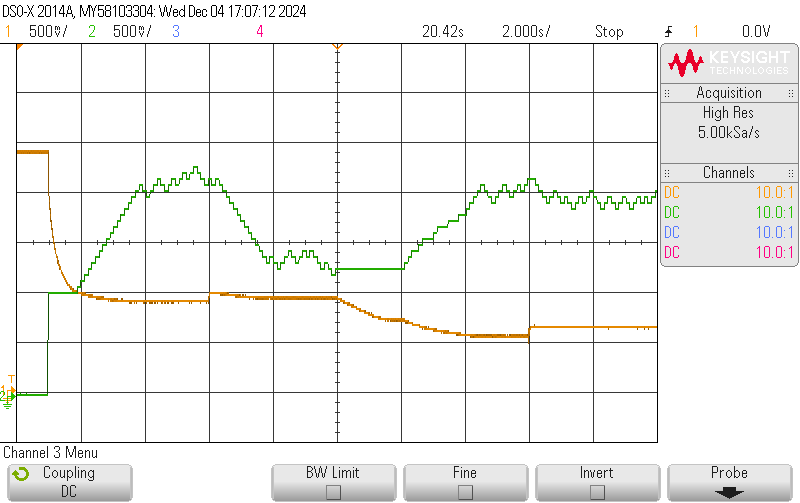 DSO-X 2014A, MY58103304: Wed Dec 04 17:07:12 2024
1 500mV/ 2 500mV/ 3 4 20.42s 2.000s/ Stop 1 0.0V
KEYSIGHT
TECHNOLOGIES
Acquisition
High Res
5.00kSa/s
Channels
DC 10.0:1
DC 10.0:1
DC 10.0:1
DC 10.0:1
T
1
2
Channel 3 Menu
Coupling
DC
BW Limit
Fine
Invert
Probe